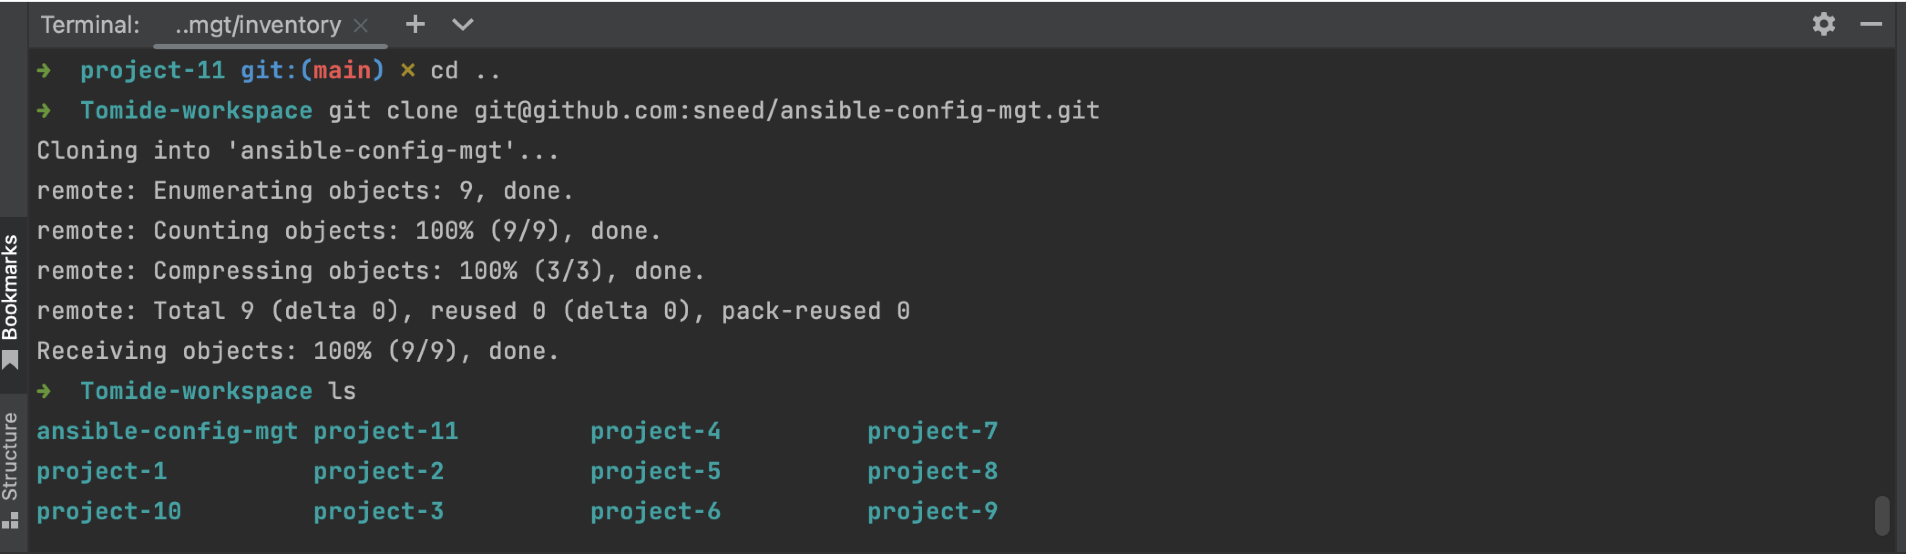 Terminal: ..mgt/inventory × +
→ project-11 git:(main) × cd ..
→ Tomide-workspace git clone git@github.com:sneed/ansible-config-mgt.git
Cloning into 'ansible-config-mgt'...
remote: Enumerating objects: 9, done.
remote: Counting objects: 100% (9/9), done.
remote: Compressing objects: 100% (3/3), done.
remote: Total 9 (delta 0), reused 0 (delta 0), pack-reused 0
Receiving objects: 100% (9/9), done.
→ Tomide-workspace ls
ansible-config-mgt project-11 project-4 project-7
project-1 project-2 project-5 project-8
project-10 project-3 project-6 project-9
Bookmarks
Structure